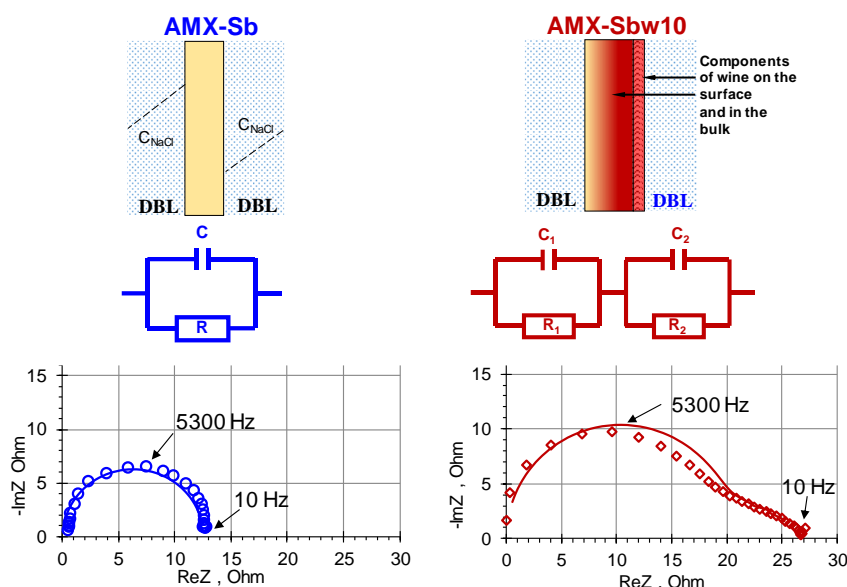 AMX-Sb
C_NaCl
C_NaCl
DBL
DBL
C
R
15
10
5
0
-ImZ Ohm
5300 Hz
10 Hz
0 5 10 15 20 25 30
ReZ , Ohm
AMX-Sbw10
Components
of wine on the
surface
and in the
bulk
DBL
DBL
C₁
C₂
R₁
R₂
15
10
5
0
-ImZ , Ohm
5300 Hz
10 Hz
0 5 10 15 20 25 30
ReZ , Ohm